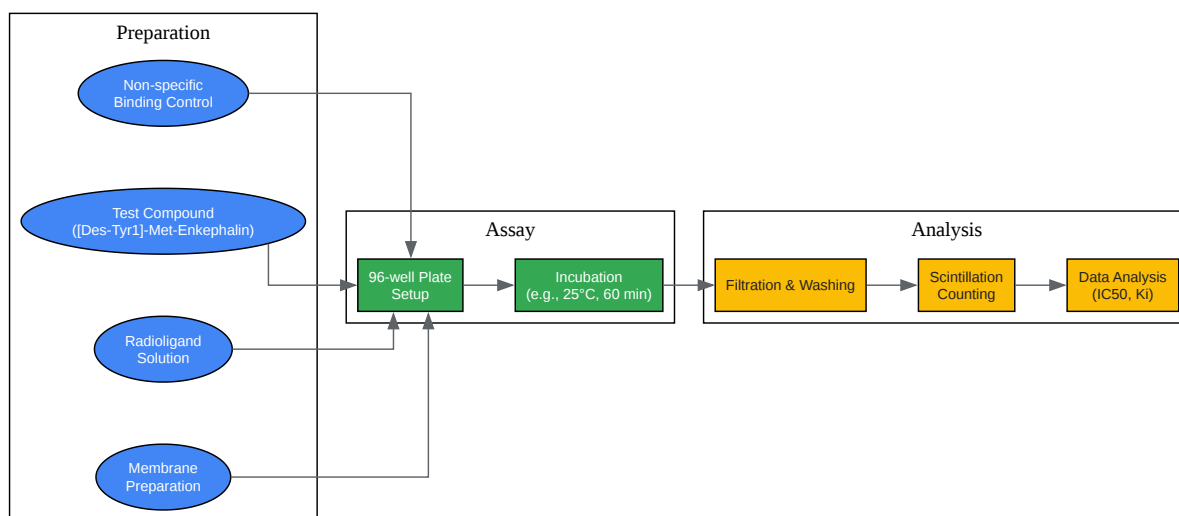 Preparation
Non-specific
Binding Control
Test Compound
([Des-Tyr1]-Met-Enkephalin)
Radioligand
Solution
Membrane
Preparation
Assay
96-well Plate
Setup
Incubation
(e.g., 25°C, 60 min)
Analysis
Filtration & Washing
Scintillation
Counting
Data Analysis
(IC50, Ki)